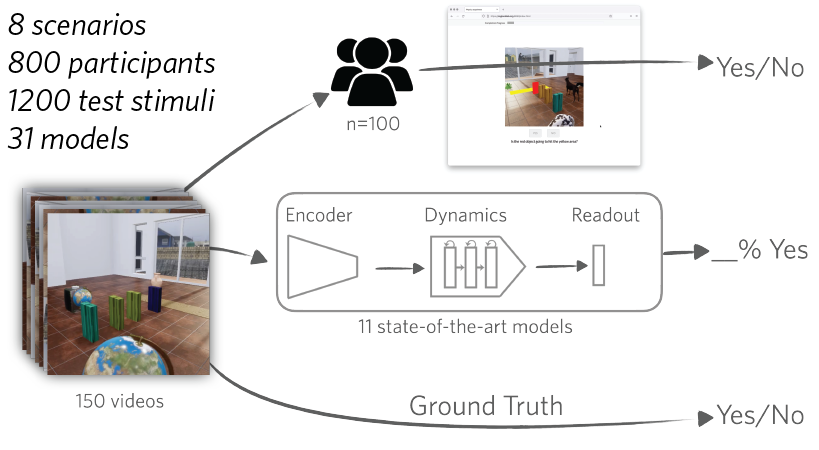 8 scenarios
800 participants
1200 test stimuli
31 models
n=100
Is the red object going to hit the yellow area?
Yes/No
Encoder
Dynamics
Readout
__% Yes
11 state-of-the-art models
150 videos
Ground Truth
Yes/No